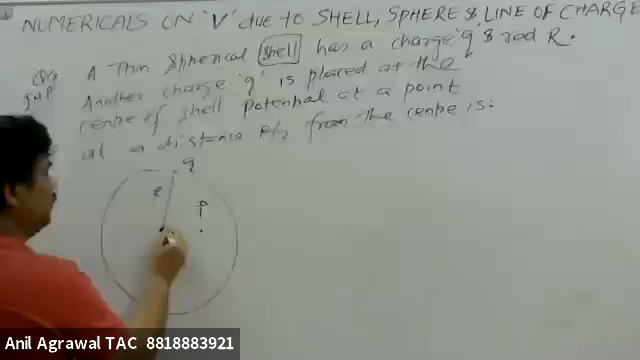 NUMERICALS ON 'V' DUE TO SHELL, SPHERE & LINE OF CHARGE
A Thin Spherical shell has a charge 'q' & rad R.
IMP Another charge 'q' is placed at the
centre of shell Potential at a point
at a distance R/2 from the centre is:
q
P
Anil Agrawal TAC 8818883921